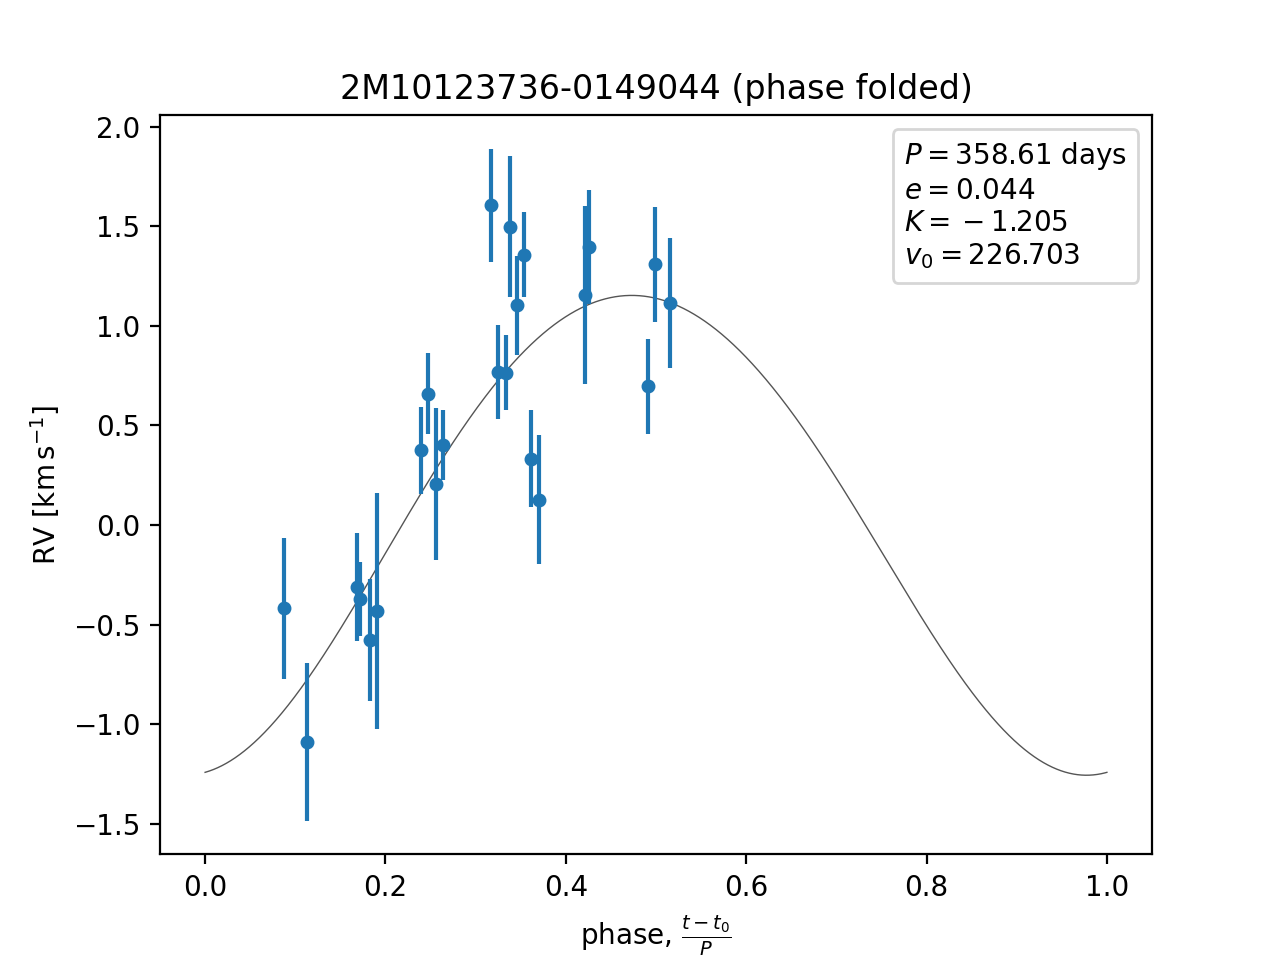 2M10123736-0149044 (phase folded)
P = 358.61 days
e = 0.044
K = −1.205
v₀ = 226.703
2.0
1.5
1.0
0.5
0.0
−0.5
−1.0
−1.5
RV [km s⁻¹]
0.0 0.2 0.4 0.6 0.8 1.0
phase, (t − t₀)/P